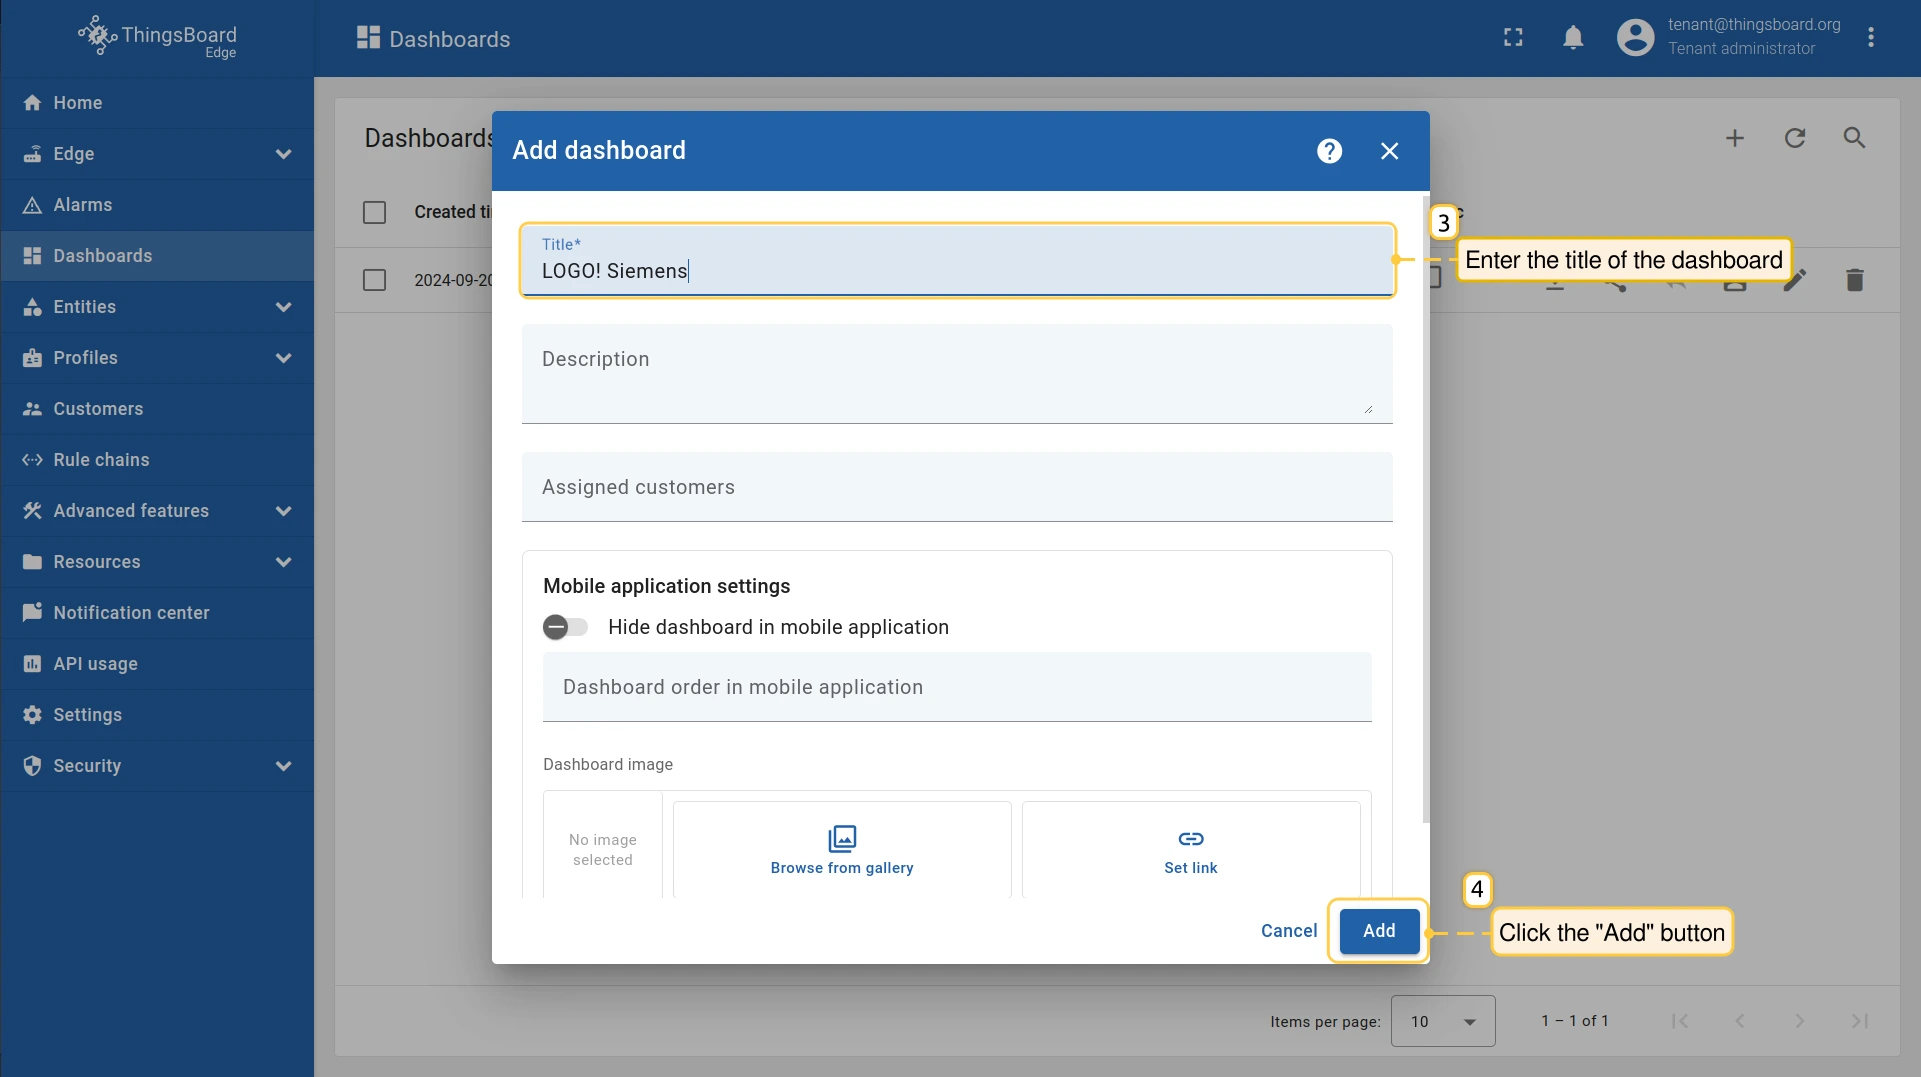 ThingsBoard
Edge
Dashboards
tenant@thingsboard.org
Tenant administrator
Home
Edge
Alarms
Dashboards
Entities
Profiles
Customers
Rule chains
Advanced features
Resources
Notification center
API usage
Settings
Security
Dashboards
Created ti
2024-09-20
Add dashboard
Title*
LOGO! Siemens
Description
Assigned customers
Mobile application settings
Hide dashboard in mobile application
Dashboard order in mobile application
Dashboard image
No image
selected
Browse from gallery
Set link
Cancel
Add
3
Enter the title of the dashboard
4
Click the "Add" button
Items per page:
10
1 – 1 of 1